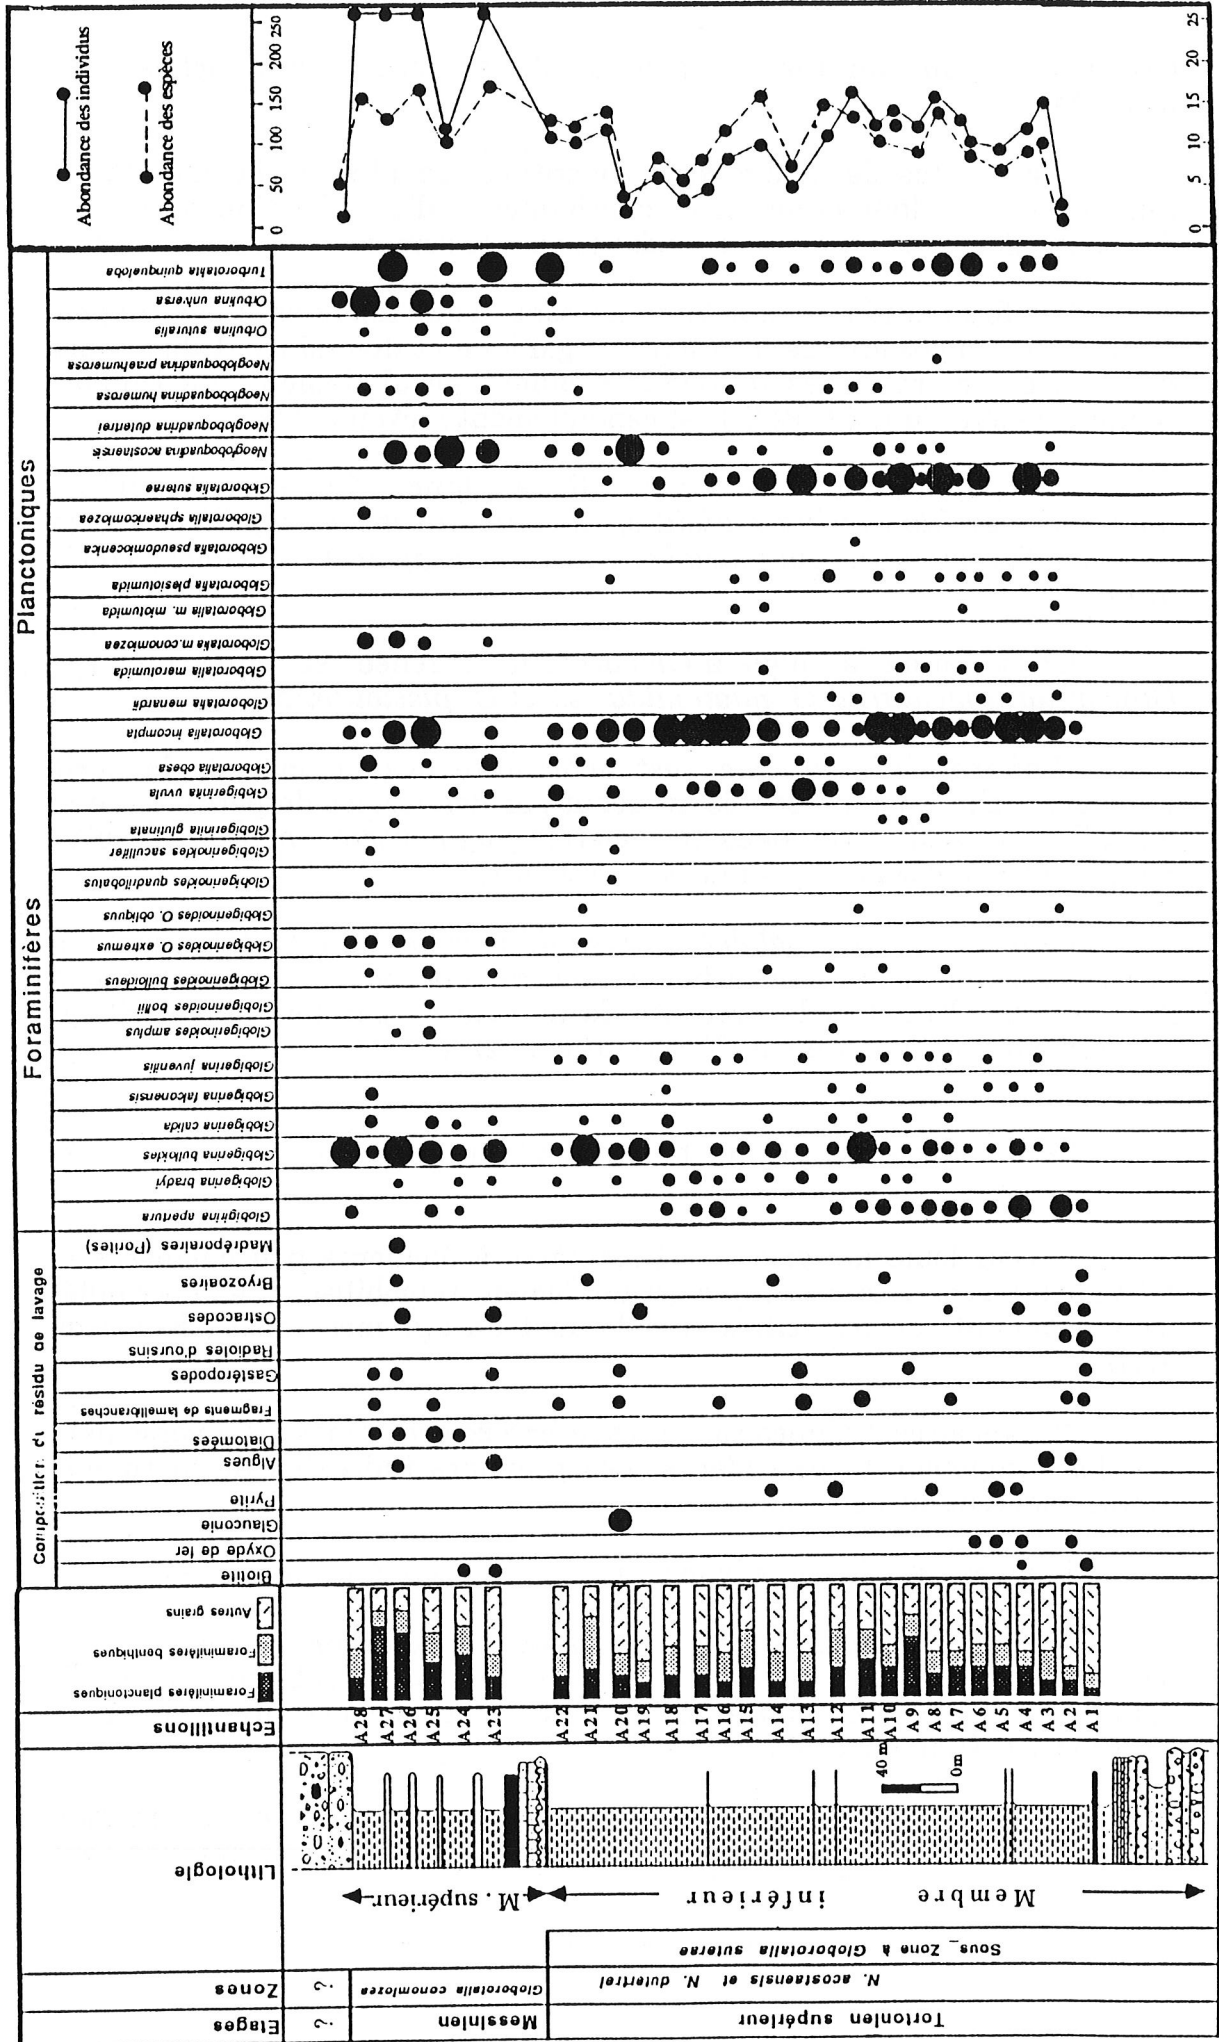 Etages
?
Messinien
Tortonien supérieur
Zones
?
Globorotalia conomiozea
N. acostaensis et N. dutertrei
Sous_Zone à Globorotalia suterae
Lithologie
M. supérieur
Membre inférieur
40 m
0m
Echantillons
A28
A27
A26
A25
A24
A23
A22
A21
A20
A19
A18
A17
A16
A15
A14
A13
A12
A11
A10
A9
A8
A7
A6
A5
A4
A3
A2
A1
Foraminifères planctoniques
Foraminifères benthiques
Autres grains
Composition du résidu de lavage
Biotite
Oxyde de fer
Glauconie
Pyrite
Algues
Diatomées
Fragments de lamellibranches
Gastéropodes
Radioles d'oursins
Ostracodes
Bryozoaires
Madréporaires (Porites)
Foraminifères
Planctoniques
Globigirina apertura
Globigerina bradyi
Globigerina bulloides
Globigerina calida
Globigerina falconensis
Globigerina juvenilis
Globigerinoides amplus
Globigerinoides bollii
Globigerinoides bulloideus
Globigerinoides O. extremus
Globigerinoides O. obliquus
Globigerinoides quadrilobatus
Globigerinoides sacculifer
Globigerinita glutinata
Globigerinita uvula
Globorotalia obesa
Globorotalia incompta
Globorotalia menardii
Globorotalia merotumida
Globorotalia m.conomiozea
Globorotalia m. miotumida
Globorotalia plesiotumida
Globorotalia pseudomiocenica
Globorotalia sphaericomiozea
Globorotalia suterae
Neogloboquadrina acostaensis
Neogloboquadrina dutertrei
Neogloboquadrina humerosa
Neogloboquadrina praehumerosa
Orbulina suturalis
Orbulina universa
Turborotalita quinqueloba
Abondance des individus
Abondance des espèces
0 50 100 150 200 250
0 5 10 15 20 25